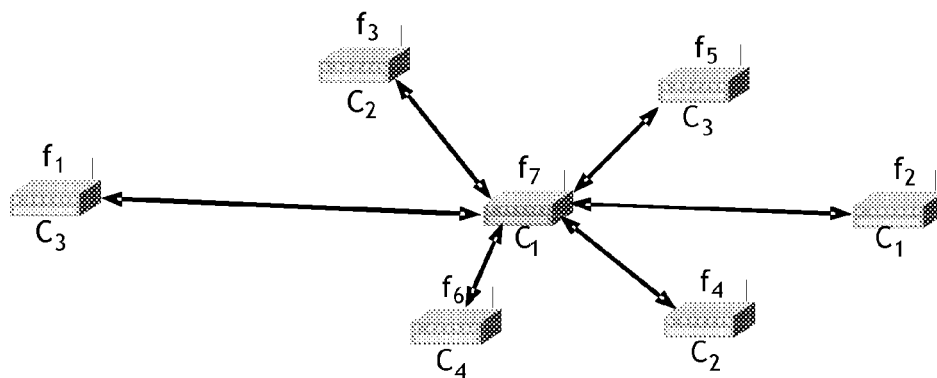 f₃
C₂
f₅
C₃
f₁
C₃
f₇
C₁
f₂
C₁
f₆
C₄
f₄
C₂